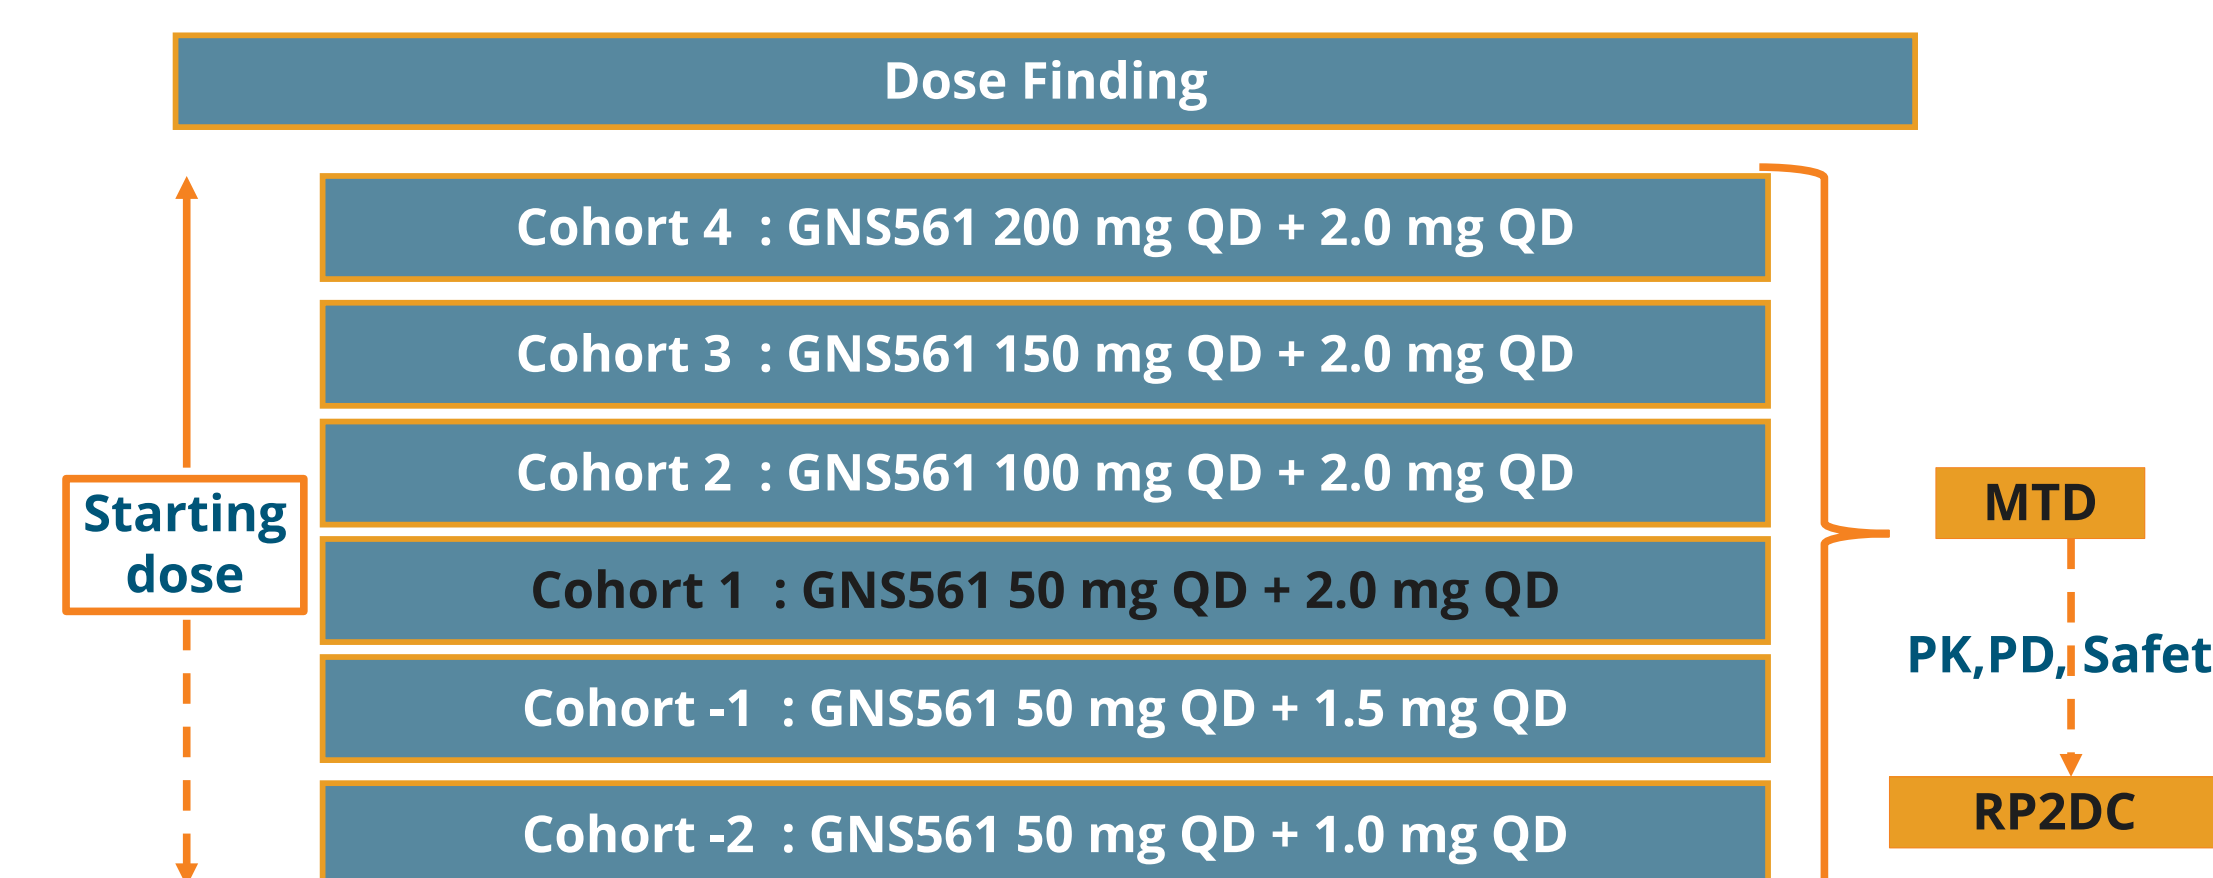 Dose Finding
Cohort 4  : GNS561 200 mg QD + 2.0 mg QD
Cohort 3  : GNS561 150 mg QD + 2.0 mg QD
Cohort 2  : GNS561 100 mg QD + 2.0 mg QD
Starting
dose
Cohort 1  : GNS561 50 mg QD + 2.0 mg QD
Cohort -1  : GNS561 50 mg QD + 1.5 mg QD
Cohort -2  : GNS561 50 mg QD + 1.0 mg QD
MTD
PK,PD, Safet
RP2DC